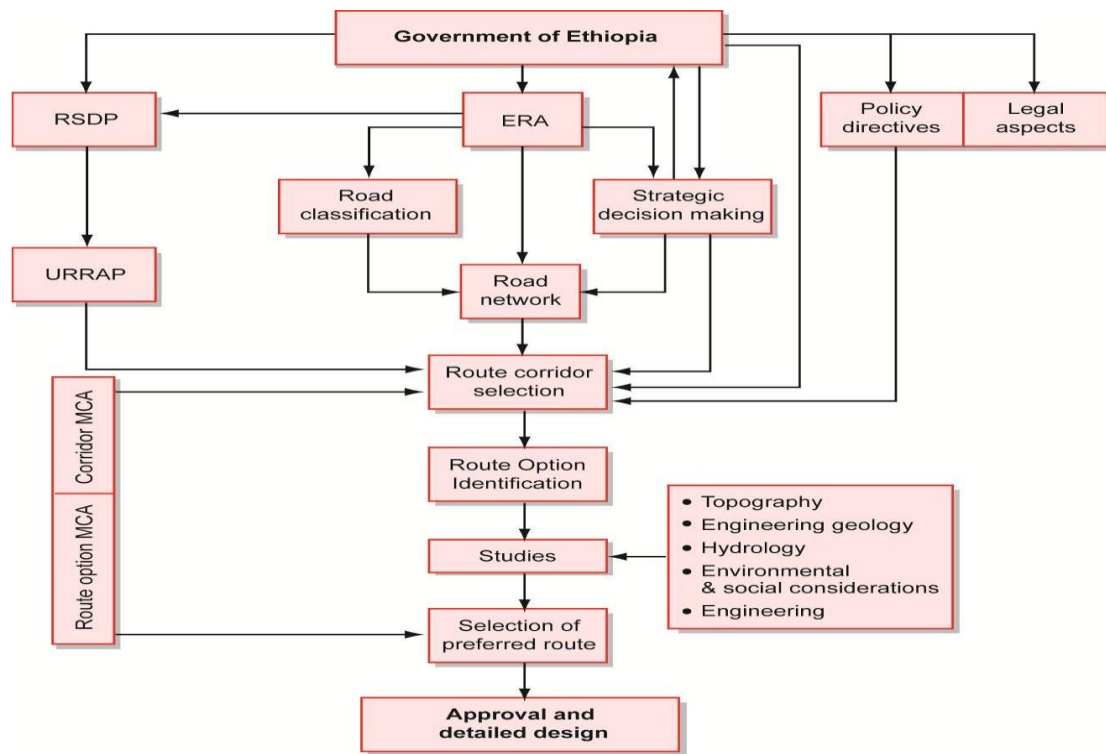 Government of Ethiopia
RSDP
ERA
Policy
directives
Legal
aspects
Road
classification
Strategic
decision making
URRAP
Road
network
Route corridor
selection
Corridor MCA
Route option MCA
Route Option
Identification
Studies
• Topography
• Engineering geology
• Hydrology
• Environmental
& social considerations
• Engineering
Selection of
preferred route
Approval and
detailed design